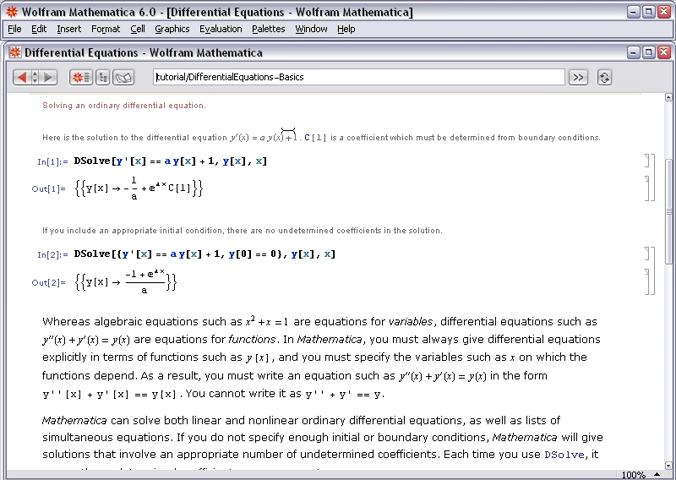 Wolfram Mathematica 6.0 - [Differential Equations - Wolfram Mathematica]
File Edit Insert Format Cell Graphics Evaluation Palettes Window Help
Differential Equations - Wolfram Mathematica
tutorial/DifferentialEquations-Basics >>
Solving an ordinary differential equation.
Here is the solution to the differential equation y′(x) = a y(x) + 1. C[1] is a coefficient which must be determined from boundary conditions.
In[1]:= DSolve[y'[x] == a y[x] + 1, y[x], x]
Out[1]= {{y[x] → -1/a + e^(a x) C[1]}}
If you include an appropriate initial condition, there are no undetermined coefficients in the solution.
In[2]:= DSolve[{y'[x] == a y[x] + 1, y[0] == 0}, y[x], x]
Out[2]= {{y[x] → (-1 + e^(a x))/a}}
Whereas algebraic equations such as x² + x = 1 are equations for variables, differential equations such as
y″(x) + y′(x) = y(x) are equations for functions. In Mathematica, you must always give differential equations
explicitly in terms of functions such as y[x], and you must specify the variables such as x on which the
functions depend. As a result, you must write an equation such as y″(x) + y′(x) = y(x) in the form
y''[x] + y'[x] == y[x]. You cannot write it as y'' + y' == y.
Mathematica can solve both linear and nonlinear ordinary differential equations, as well as lists of
simultaneous equations. If you do not specify enough initial or boundary conditions, Mathematica will give
solutions that involve an appropriate number of undetermined coefficients. Each time you use DSolve, it
100%